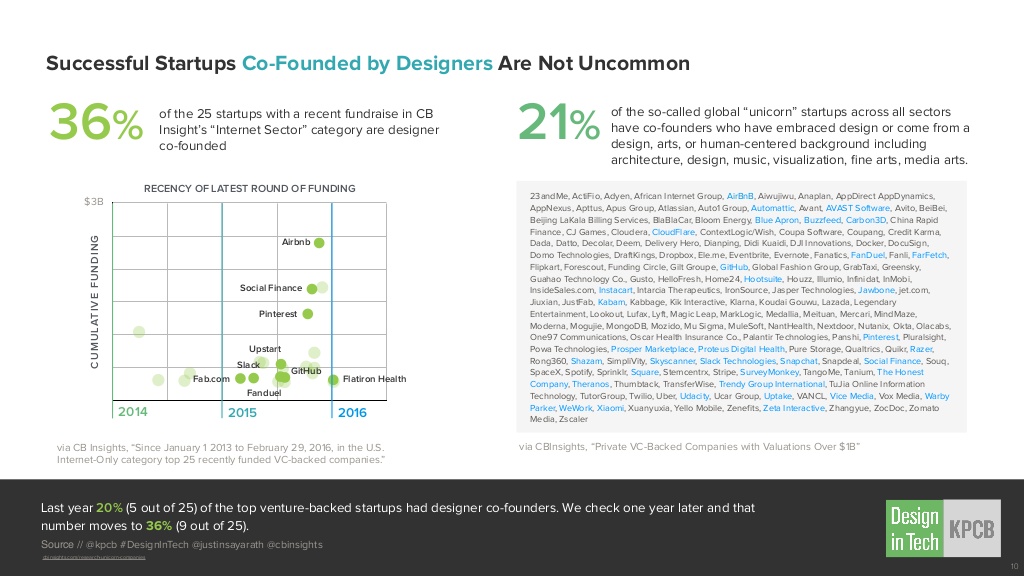 Successful Startups Co-Founded by Designers Are Not Uncommon
36%
of the 25 startups with a recent fundraise in CB
Insight's “Internet Sector” category are designer
co-founded
21%
of the so-called global “unicorn” startups across all sectors
have co-founders who have embraced design or come from a
design, arts, or human-centered background including
architecture, design, music, visualization, fine arts, media arts.
RECENCY OF LATEST ROUND OF FUNDING
$3B
CUMULATIVE FUNDING
Airbnb
Social Finance
Pinterest
Upstart
Slack
GitHub
Fab.com
Flatiron Health
Fanduel
2014
2015
2016
via CB Insights, “Since January 1 2013 to February 29, 2016, in the U.S.
Internet-Only category top 25 recently funded VC-backed companies.”
23andMe, ActiFio, Adyen, African Internet Group, AirBnB, Aiwujiwu, Anaplan, AppDirect AppDynamics,
AppNexus, Apttus, Apus Group, Atlassian, Auto1 Group, Automattic, Avant, AVAST Software, Avito, BeiBei,
Beijing LaKala Billing Services, BlaBlaCar, Bloom Energy, Blue Apron, Buzzfeed, Carbon3D, China Rapid
Finance, CJ Games, Cloudera, CloudFlare, ContextLogic/Wish, Coupa Software, Coupang, Credit Karma,
Dada, Datto, Decolar, Deem, Delivery Hero, Dianping, Didi Kuaidi, DJI Innovations, Docker, DocuSign,
Domo Technologies, DraftKings, Dropbox, Ele.me, Eventbrite, Evernote, Fanatics, FanDuel, Fanli, FarFetch,
Flipkart, Forescout, Funding Circle, Gilt Groupe, GitHub, Global Fashion Group, GrabTaxi, Greensky,
Guahao Technology Co., Gusto, HelloFresh, Home24, Hootsuite, Houzz, Illumio, Infinidat, InMobi,
InsideSales.com, Instacart, Intarcia Therapeutics, IronSource, Jasper Technologies, Jawbone, jet.com,
Jiuxian, JustFab, Kabam, Kabbage, Kik Interactive, Klarna, Koudai Gouwu, Lazada, Legendary
Entertainment, Lookout, Lufax, Lyft, Magic Leap, MarkLogic, Medallia, Meituan, Mercari, MindMaze,
Moderna, Mogujie, MongoDB, Mozido, Mu Sigma, MuleSoft, NantHealth, Nextdoor, Nutanix, Okta, Olacabs,
One97 Communications, Oscar Health Insurance Co., Palantir Technologies, Panshi, Pinterest, Pluralsight,
Powa Technologies, Prosper Marketplace, Proteus Digital Health, Pure Storage, Qualtrics, Quikr, Razer,
Rong360, Shazam, SimpliVity, Skyscanner, Slack Technologies, Snapchat, Snapdeal, Social Finance, Souq,
SpaceX, Spotify, Sprinklr, Square, Stemcentrx, Stripe, SurveyMonkey, TangoMe, Tanium, The Honest
Company, Theranos, Thumbtack, TransferWise, Trendy Group International, TuJia Online Information
Technology, TutorGroup, Twilio, Uber, Udacity, Ucar Group, Uptake, VANCL, Vice Media, Vox Media, Warby
Parker, WeWork, Xiaomi, Xuanyuxia, Yello Mobile, Zenefits, Zeta Interactive, Zhangyue, ZocDoc, Zomato
Media, Zscaler
via CBInsights, “Private VC-Backed Companies with Valuations Over $1B”
Last year 20% (5 out of 25) of the top venture-backed startups had designer co-founders. We check one year later and that
number moves to 36% (9 out of 25).
Source // @kpcb #DesignInTech @justinsayarath @cbinsights
Design
in Tech
KPCB
10